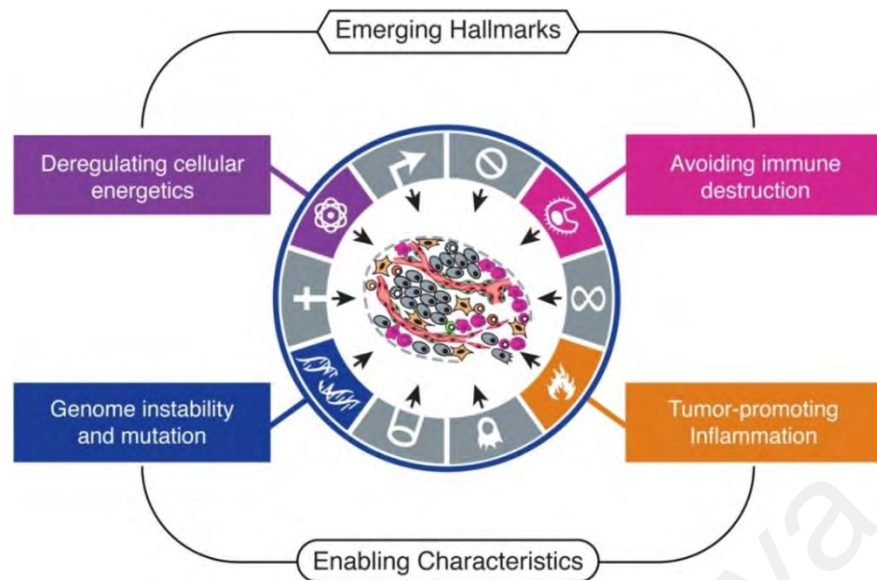 Emerging Hallmarks
Deregulating cellular
energetics
Avoiding immune
destruction
Genome instability
and mutation
Tumor-promoting
Inflammation
Enabling Characteristics